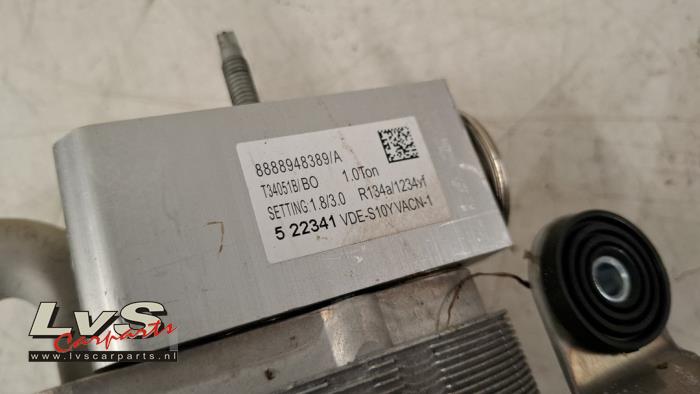 8888948389/A
T34051B/BO 1.0Ton
SETTING:1.8/3.0 R134a/1234yf
5 22341 VDE-S10YVACN-1
LvS
Carparts
www.lvscarparts.nl